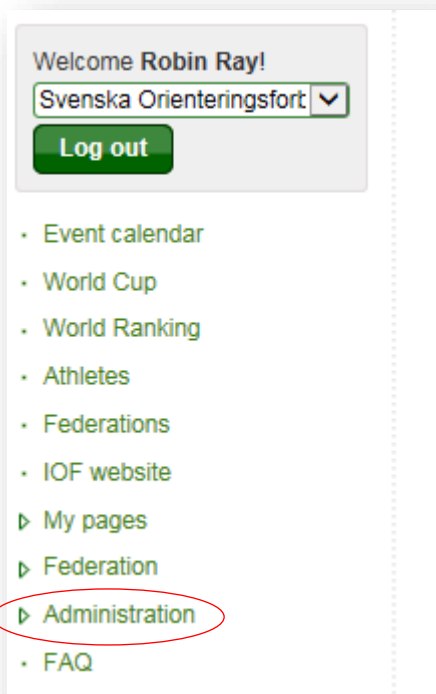 Welcome Robin Ray!
Svenska Orienteringsfört
Log out
Event calendar
World Cup
World Ranking
Athletes
Federations
IOF website
My pages
Federation
Administration
FAQ